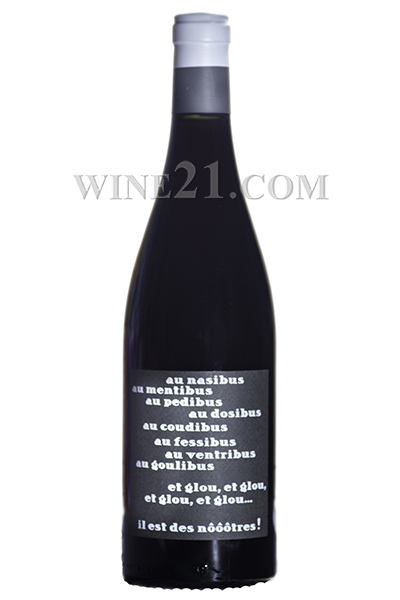 WINE21.COM
au nasibus
au mentibus
au pedibus
au dosibus
au coudibus
au fessibus
au ventribus
au goulibus
et glou, et glou,
et glou, et glou...
il est des nôôôtres !